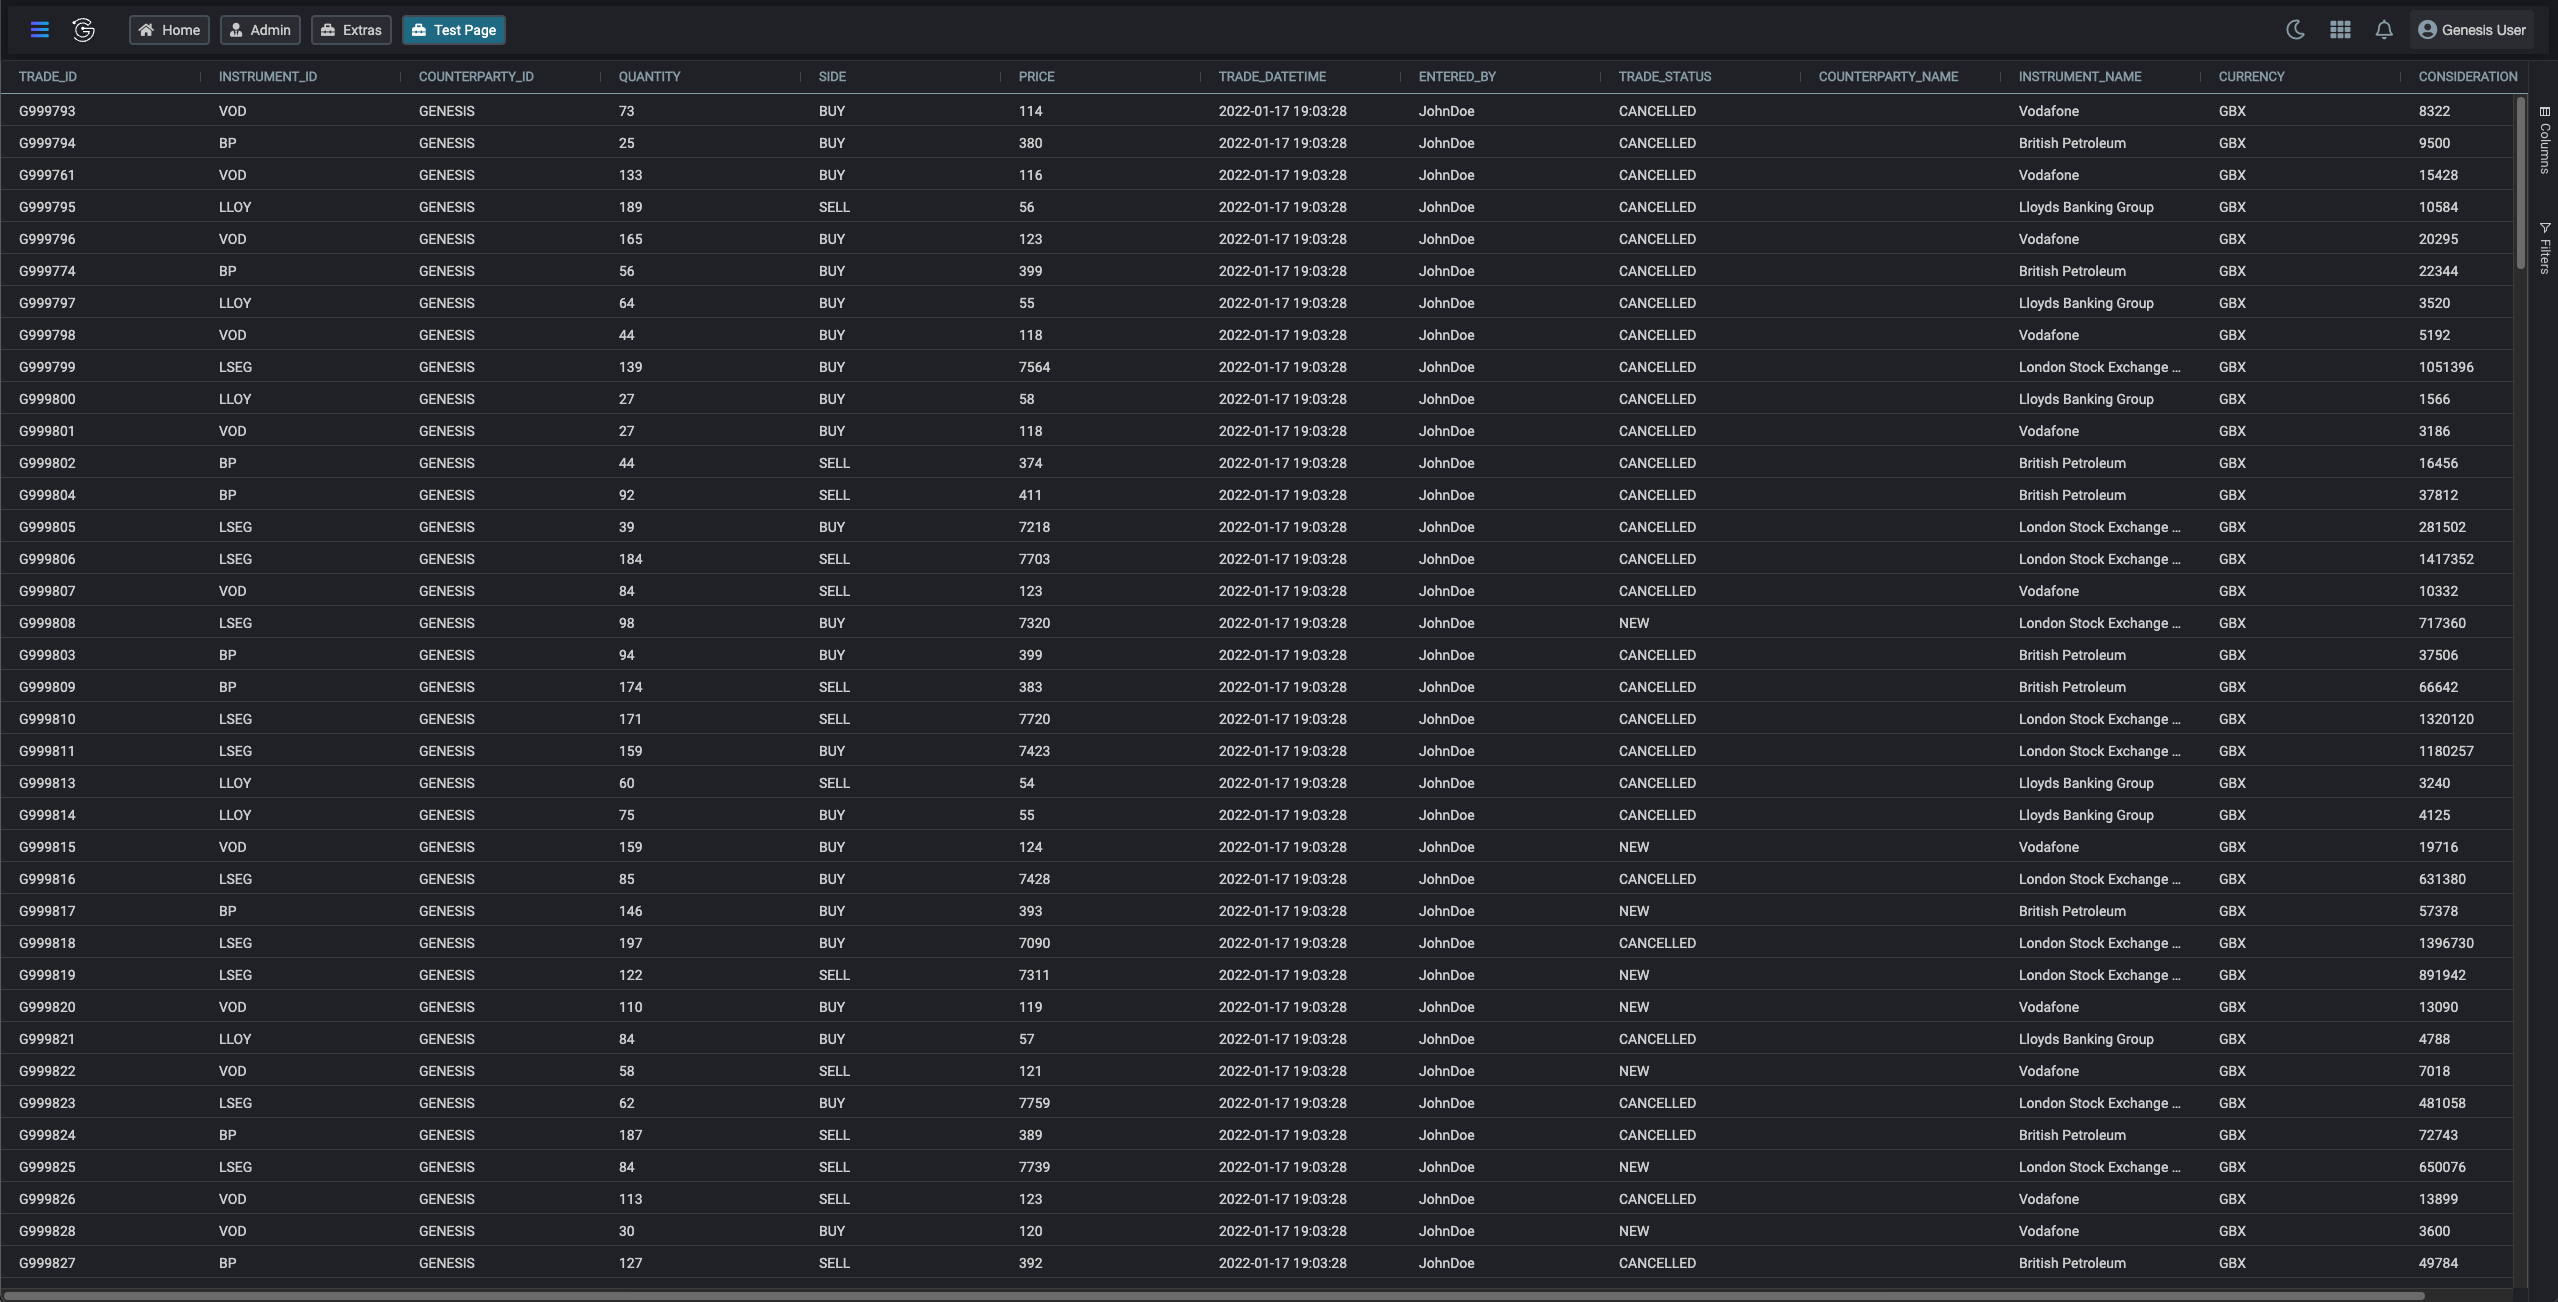 Home Admin Extras Test Page Genesis User
TRADE_ID INSTRUMENT_ID COUNTERPARTY_ID QUANTITY SIDE PRICE TRADE_DATETIME ENTERED_BY TRADE_STATUS COUNTERPARTY_NAME INSTRUMENT_NAME CURRENCY CONSIDERATION
G999793 VOD GENESIS 73 BUY 114 2022-01-17 19:03:28 JohnDoe CANCELLED Vodafone GBX 8322
G999794 BP GENESIS 25 BUY 380 2022-01-17 19:03:28 JohnDoe CANCELLED British Petroleum GBX 9500
G999761 VOD GENESIS 133 BUY 116 2022-01-17 19:03:28 JohnDoe CANCELLED Vodafone GBX 15428
G999795 LLOY GENESIS 189 SELL 56 2022-01-17 19:03:28 JohnDoe CANCELLED Lloyds Banking Group GBX 10584
G999796 VOD GENESIS 165 BUY 123 2022-01-17 19:03:28 JohnDoe CANCELLED Vodafone GBX 20295
G999774 BP GENESIS 56 BUY 399 2022-01-17 19:03:28 JohnDoe CANCELLED British Petroleum GBX 22344
G999797 LLOY GENESIS 64 BUY 55 2022-01-17 19:03:28 JohnDoe CANCELLED Lloyds Banking Group GBX 3520
G999798 VOD GENESIS 44 BUY 118 2022-01-17 19:03:28 JohnDoe CANCELLED Vodafone GBX 5192
G999799 LSEG GENESIS 139 BUY 7564 2022-01-17 19:03:28 JohnDoe CANCELLED London Stock Exchange ... GBX 1051396
G999800 LLOY GENESIS 27 BUY 58 2022-01-17 19:03:28 JohnDoe CANCELLED Lloyds Banking Group GBX 1566
G999801 VOD GENESIS 27 BUY 118 2022-01-17 19:03:28 JohnDoe CANCELLED Vodafone GBX 3186
G999802 BP GENESIS 44 SELL 374 2022-01-17 19:03:28 JohnDoe CANCELLED British Petroleum GBX 16456
G999804 BP GENESIS 92 SELL 411 2022-01-17 19:03:28 JohnDoe CANCELLED British Petroleum GBX 37812
G999805 LSEG GENESIS 39 BUY 7218 2022-01-17 19:03:28 JohnDoe CANCELLED London Stock Exchange ... GBX 281502
G999806 LSEG GENESIS 184 SELL 7703 2022-01-17 19:03:28 JohnDoe CANCELLED London Stock Exchange ... GBX 1417352
G999807 VOD GENESIS 84 SELL 123 2022-01-17 19:03:28 JohnDoe CANCELLED Vodafone GBX 10332
G999808 LSEG GENESIS 98 BUY 7320 2022-01-17 19:03:28 JohnDoe NEW London Stock Exchange ... GBX 717360
G999803 BP GENESIS 94 BUY 399 2022-01-17 19:03:28 JohnDoe CANCELLED British Petroleum GBX 37506
G999809 BP GENESIS 174 SELL 383 2022-01-17 19:03:28 JohnDoe CANCELLED British Petroleum GBX 66642
G999810 LSEG GENESIS 171 SELL 7720 2022-01-17 19:03:28 JohnDoe CANCELLED London Stock Exchange ... GBX 1320120
G999811 LSEG GENESIS 159 BUY 7423 2022-01-17 19:03:28 JohnDoe CANCELLED London Stock Exchange ... GBX 1180257
G999813 LLOY GENESIS 60 SELL 54 2022-01-17 19:03:28 JohnDoe CANCELLED Lloyds Banking Group GBX 3240
G999814 LLOY GENESIS 75 BUY 55 2022-01-17 19:03:28 JohnDoe CANCELLED Lloyds Banking Group GBX 4125
G999815 VOD GENESIS 159 BUY 124 2022-01-17 19:03:28 JohnDoe NEW Vodafone GBX 19716
G999816 LSEG GENESIS 85 BUY 7428 2022-01-17 19:03:28 JohnDoe CANCELLED London Stock Exchange ... GBX 631380
G999817 BP GENESIS 146 BUY 393 2022-01-17 19:03:28 JohnDoe NEW British Petroleum GBX 57378
G999818 LSEG GENESIS 197 BUY 7090 2022-01-17 19:03:28 JohnDoe CANCELLED London Stock Exchange ... GBX 1396730
G999819 LSEG GENESIS 122 SELL 7311 2022-01-17 19:03:28 JohnDoe NEW London Stock Exchange ... GBX 891942
G999820 VOD GENESIS 110 BUY 119 2022-01-17 19:03:28 JohnDoe NEW Vodafone GBX 13090
G999821 LLOY GENESIS 84 BUY 57 2022-01-17 19:03:28 JohnDoe CANCELLED Lloyds Banking Group GBX 4788
G999822 VOD GENESIS 58 SELL 121 2022-01-17 19:03:28 JohnDoe NEW Vodafone GBX 7018
G999823 LSEG GENESIS 62 BUY 7759 2022-01-17 19:03:28 JohnDoe CANCELLED London Stock Exchange ... GBX 481058
G999824 BP GENESIS 187 SELL 389 2022-01-17 19:03:28 JohnDoe CANCELLED British Petroleum GBX 72743
G999825 LSEG GENESIS 84 SELL 7739 2022-01-17 19:03:28 JohnDoe NEW London Stock Exchange ... GBX 650076
G999826 VOD GENESIS 113 SELL 123 2022-01-17 19:03:28 JohnDoe CANCELLED Vodafone GBX 13899
G999828 VOD GENESIS 30 BUY 120 2022-01-17 19:03:28 JohnDoe NEW Vodafone GBX 3600
G999827 BP GENESIS 127 SELL 392 2022-01-17 19:03:28 JohnDoe CANCELLED British Petroleum GBX 49784
Columns
Filters